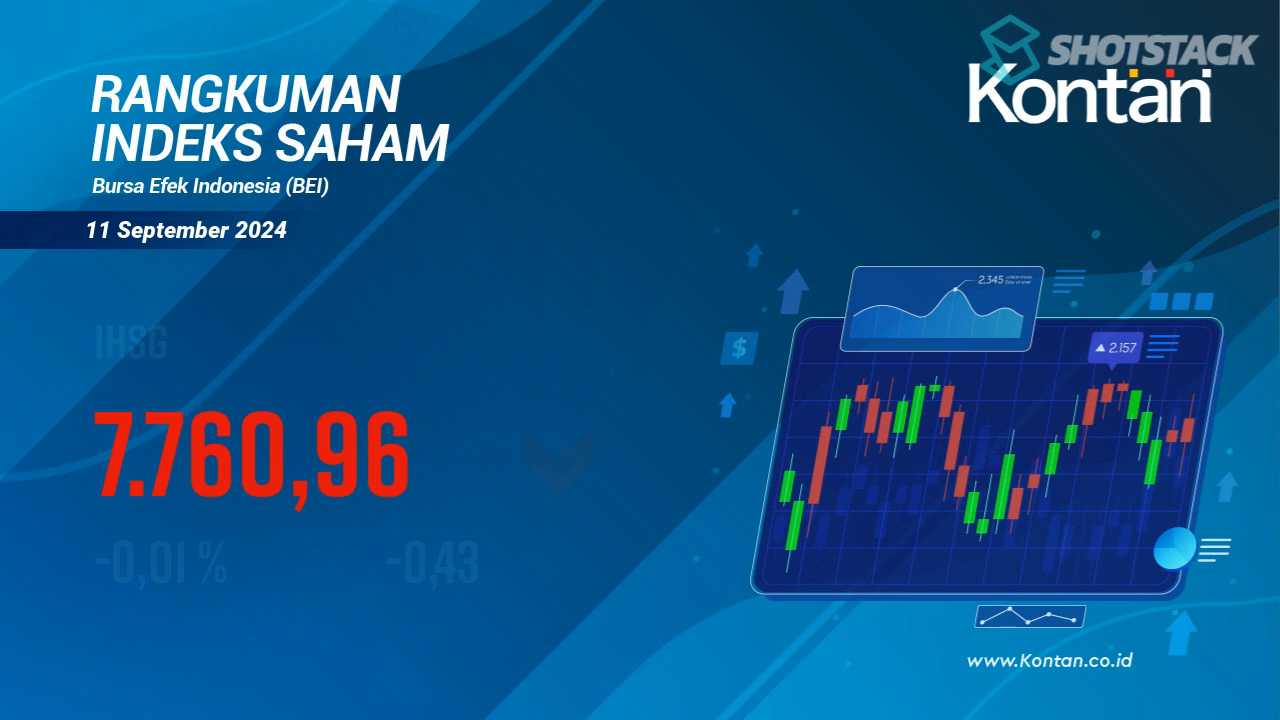 SHOTSTACK
Kontan
RANGKUMAN
INDEKS SAHAM
Bursa Efek Indonesia (BEI)
11 September 2024
IHSG
7.760,96
-0,01 %
-0,43
2.345
$
2.157
www.Kontan.co.id